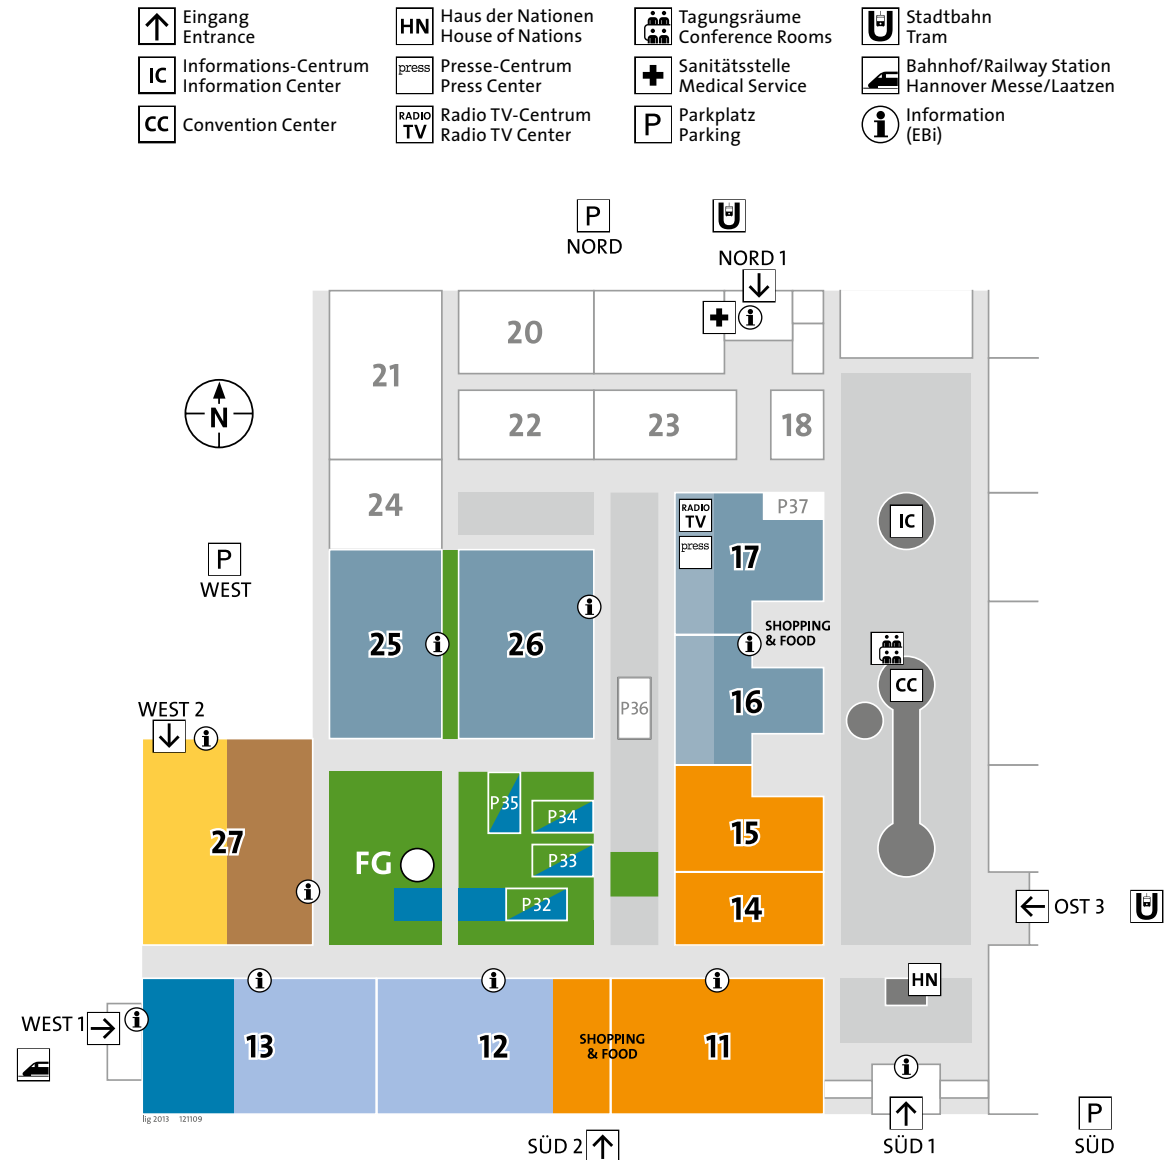 Eingang
Entrance
HN
Haus der Nationen
House of Nations
Tagungsräume
Conference Rooms
Stadtbahn
Tram
IC
Informations-Centrum
Information Center
press
Presse-Centrum
Press Center
Sanitätsstelle
Medical Service
Bahnhof/Railway Station
Hannover Messe/Laatzen
CC
Convention Center
RADIO
TV
Radio TV-Centrum
Radio TV Center
P
Parkplatz
Parking
i
Information
(EBi)
P
NORD
U
NORD 1
i
20
21
N
22
23
18
24
RADIO
TV
P37
IC
press
17
P
WEST
i
25
i
26
i
SHOPPING
& FOOD
CC
16
P36
WEST 2
i
P35
P34
15
27
P33
FG
i
P32
14
OST 3
U
i
i
i
HN
WEST 1
i
13
12
SHOPPING
& FOOD
11
i
lig 2013 121109
P
SÜD 2
SÜD 1
SÜD